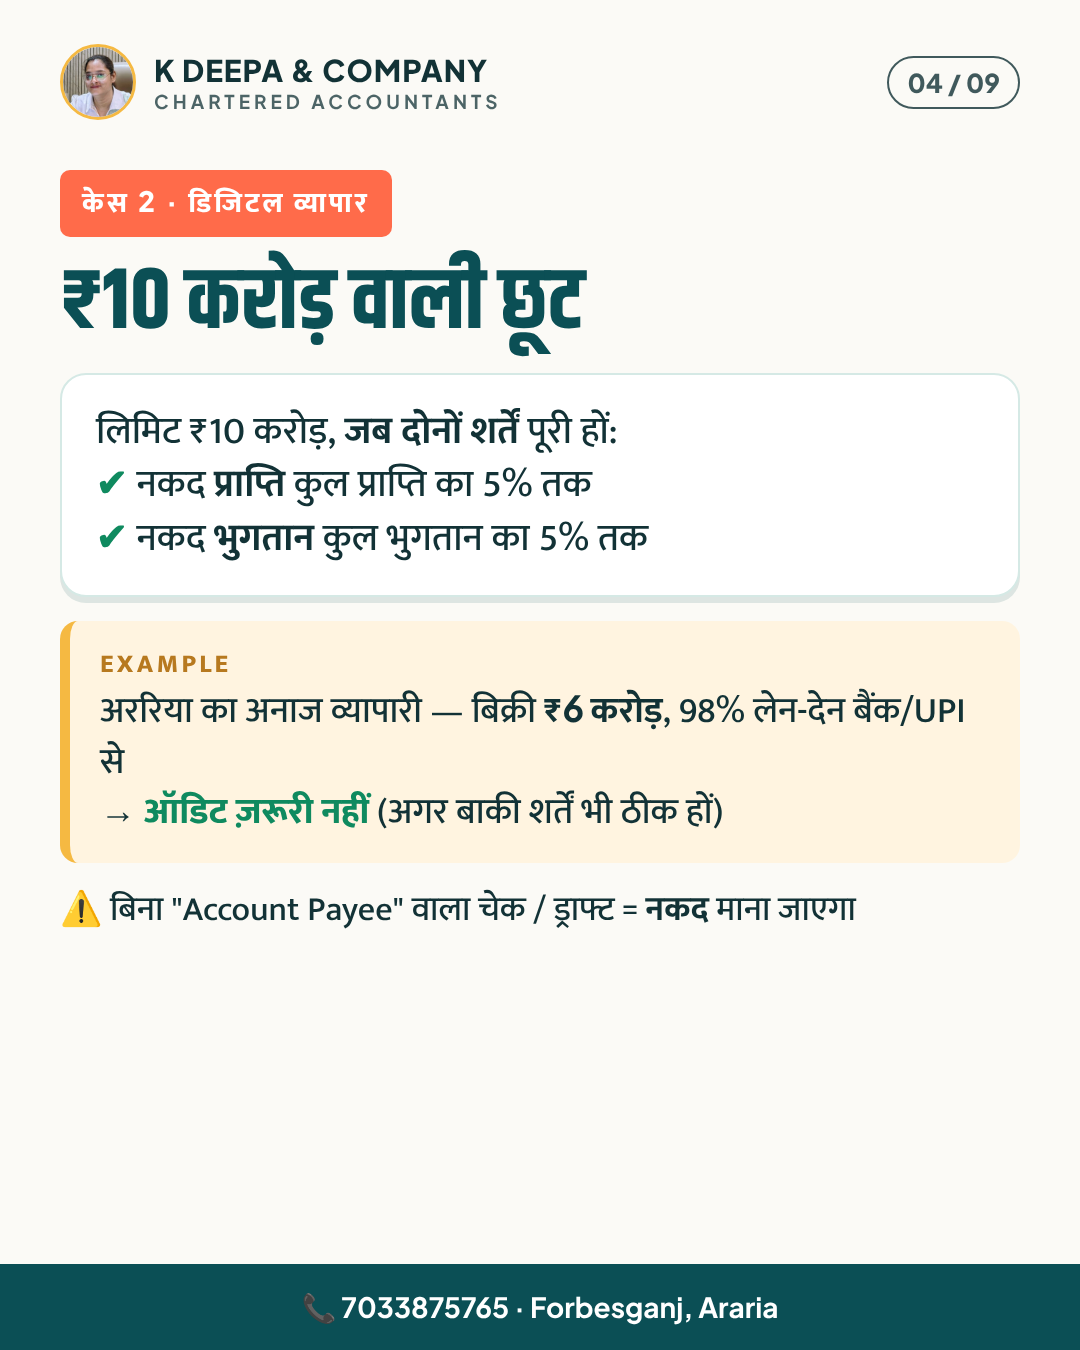 K DEEPA & COMPANY
CHARTERED ACCOUNTANTS
04 / 09
केस 2 · डिजिटल व्यापार
₹10 करोड़ वाली छूट
लिमिट ₹10 करोड़, जब दोनों शर्तें पूरी हों:
✔ नकद प्राप्ति कुल प्राप्ति का 5% तक
✔ नकद भुगतान कुल भुगतान का 5% तक
EXAMPLE
अररिया का अनाज व्यापारी — बिक्री ₹6 करोड़, 98% लेन-देन बैंक/UPI
से
→ ऑडिट ज़रूरी नहीं (अगर बाकी शर्तें भी ठीक हों)
⚠️ बिना "Account Payee" वाला चेक / ड्राफ्ट = नकद माना जाएगा
📞 7033875765 · Forbesganj, Araria